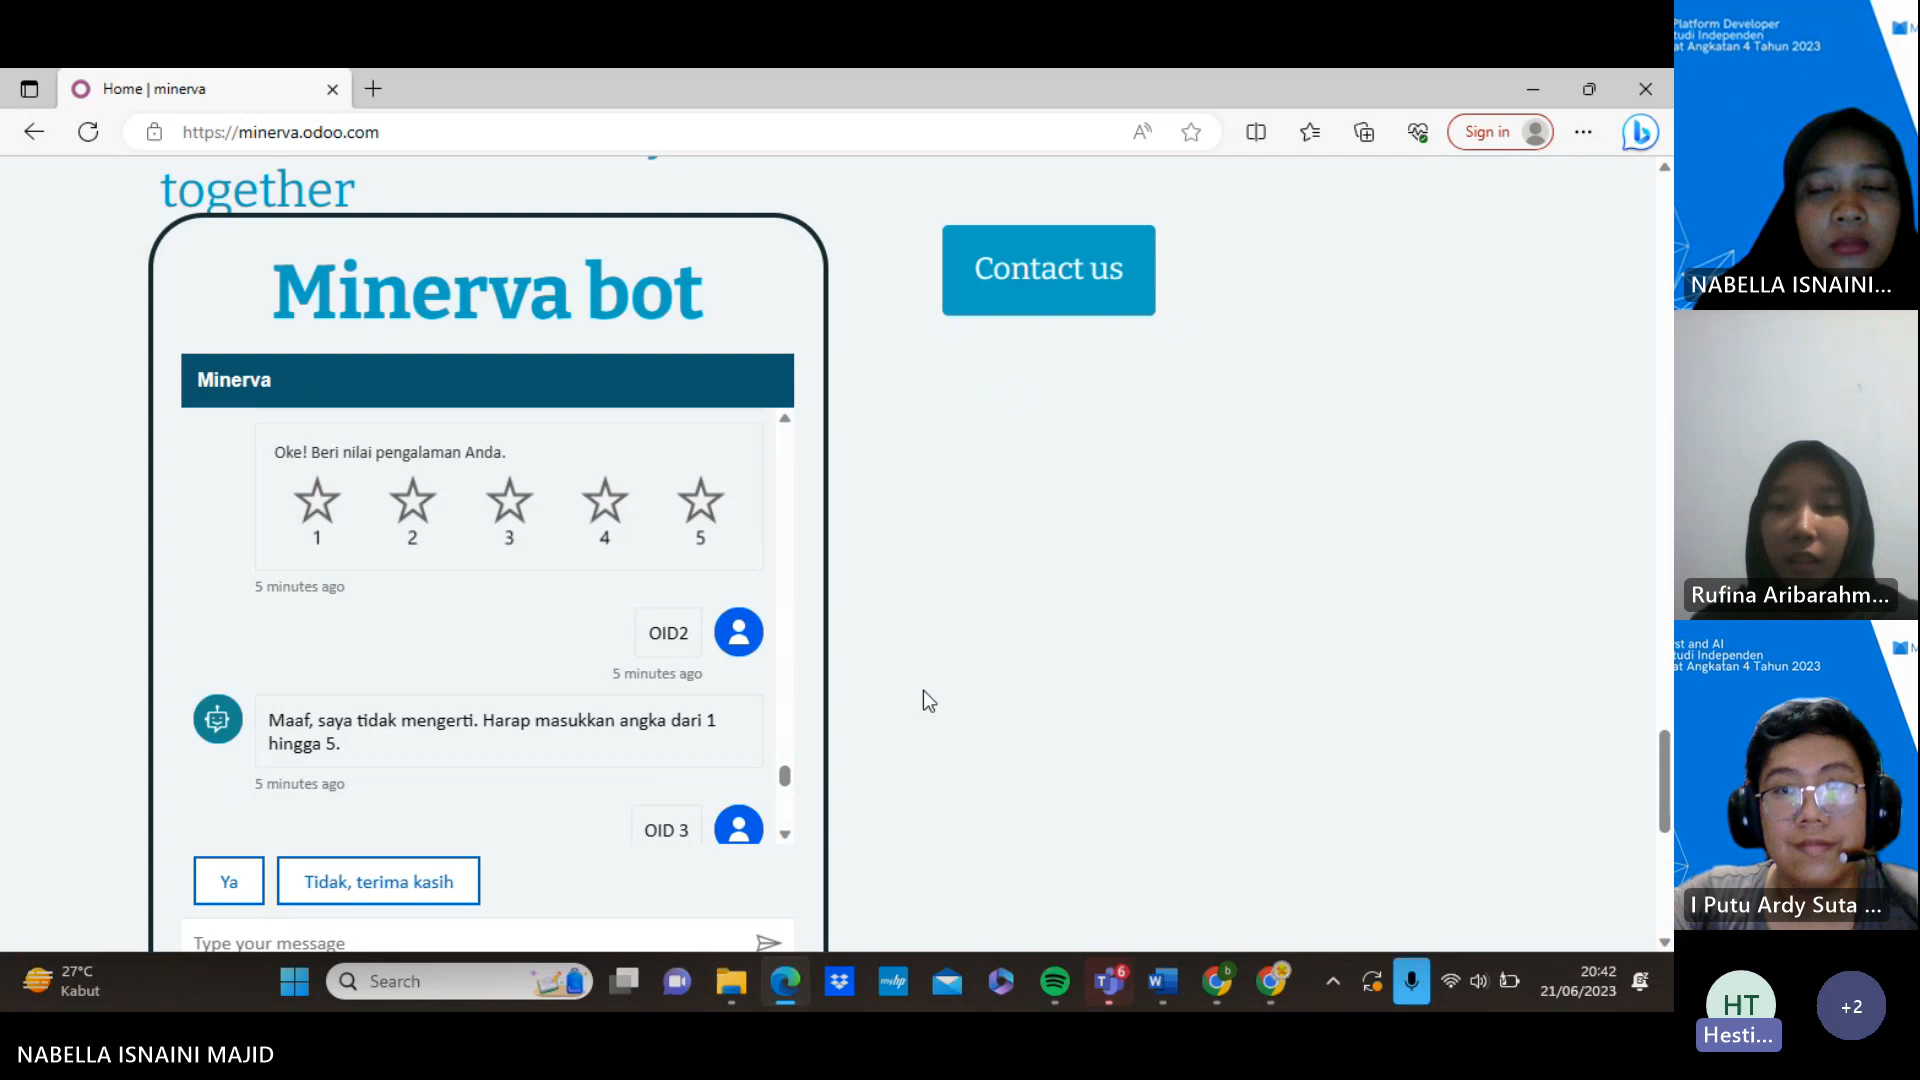 Home | minerva
https://minerva.odoo.com
Sign in
together
Minerva bot
Contact us
Minerva
Oke! Beri nilai pengalaman Anda.
1 2 3 4 5
5 minutes ago
OID2
5 minutes ago
Maaf, saya tidak mengerti. Harap masukkan angka dari 1
hingga 5.
5 minutes ago
OID 3
Ya
Tidak, terima kasih
Type your message
27°C
Kabut
Search
myhp
6
b
20:42
21/06/2023
NABELLA ISNAINI MAJID
Platform Developer
tudi Independen
at Angkatan 4 Tahun 2023
NABELLA ISNAINI...
Rufina Aribarahm...
st and AI
tudi Independen
at Angkatan 4 Tahun 2023
I Putu Ardy Suta ...
HT
Hesti...
+2